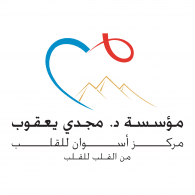 مؤسسة د. مجدي يعقوب
مركز أسوان للقلب
من القلب للقلب